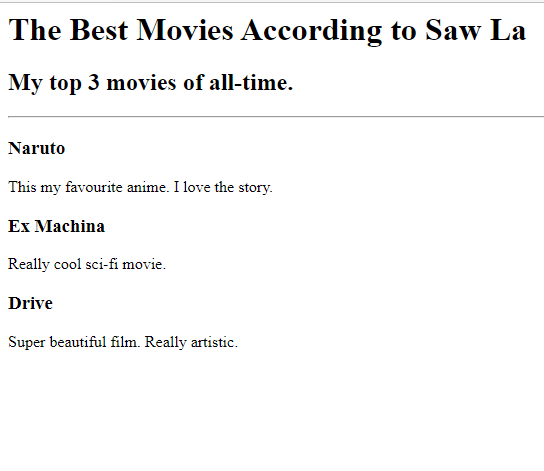 The Best Movies According to Saw La
My top 3 movies of all-time.
Naruto
This my favourite anime. I love the story.
Ex Machina
Really cool sci-fi movie.
Drive
Super beautiful film. Really artistic.